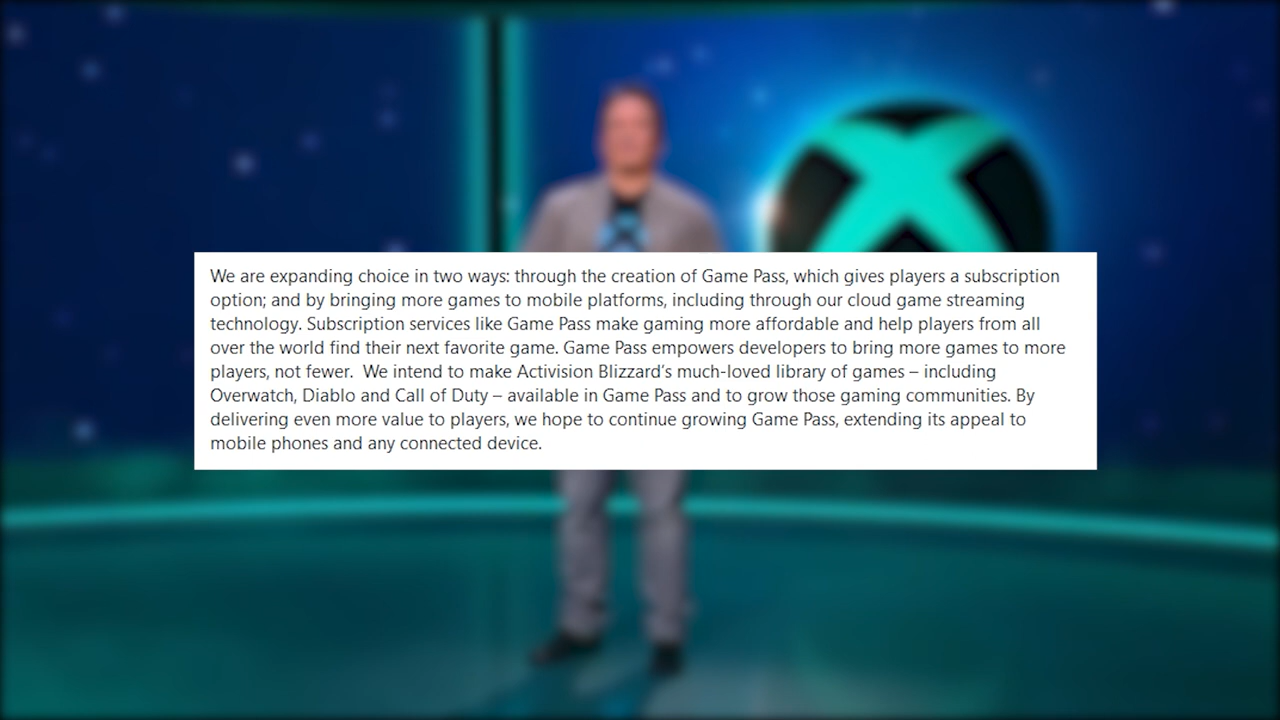 We are expanding choice in two ways: through the creation of Game Pass, which gives players a subscription
option; and by bringing more games to mobile platforms, including through our cloud game streaming
technology. Subscription services like Game Pass make gaming more affordable and help players from all
over the world find their next favorite game. Game Pass empowers developers to bring more games to more
players, not fewer.  We intend to make Activision Blizzard’s much-loved library of games – including
Overwatch, Diablo and Call of Duty – available in Game Pass and to grow those gaming communities. By
delivering even more value to players, we hope to continue growing Game Pass, extending its appeal to
mobile phones and any connected device.